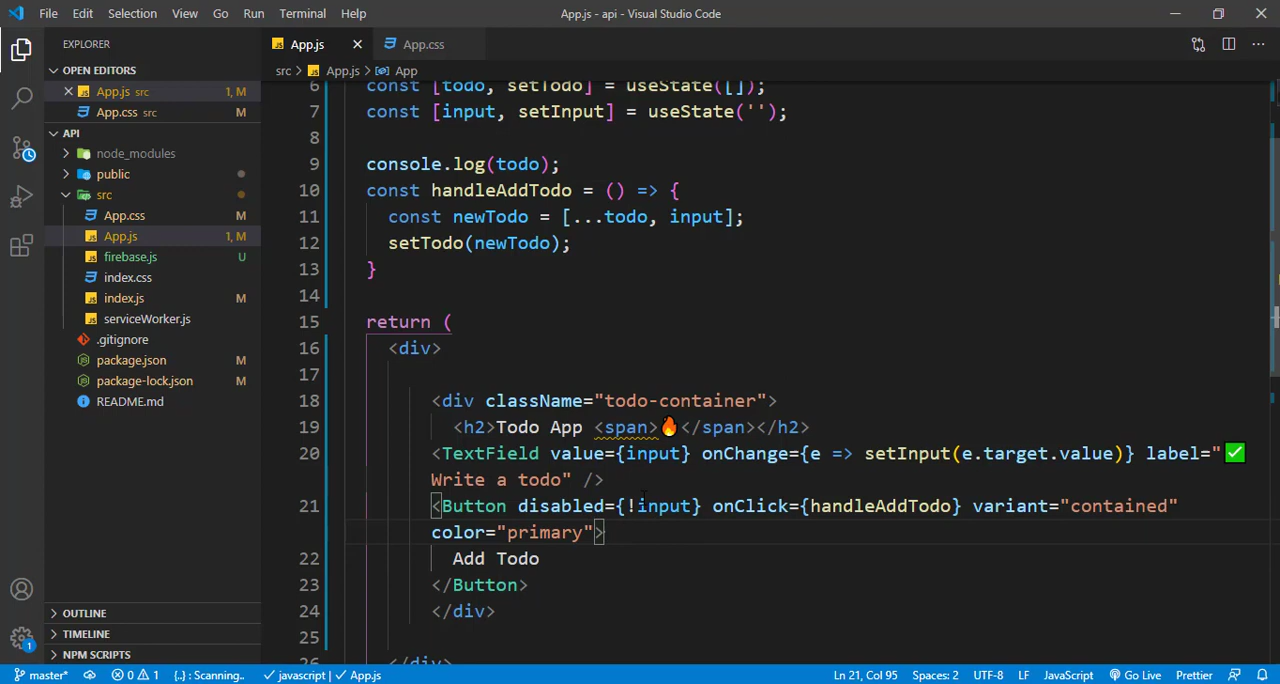 File Edit Selection View Go Run Terminal Help App.js - api - Visual Studio Code
EXPLORER
OPEN EDITORS
App.js src 1, M
App.css src M
API
node_modules
public
src
App.css M
App.js 1, M
firebase.js U
index.css
index.js M
serviceWorker.js
.gitignore
package.json M
package-lock.json M
README.md
OUTLINE
TIMELINE
NPM SCRIPTS
App.js App.css
src > App.js > App
6 const [todo, setTodo] = useState([]);
7 const [input, setInput] = useState('');
8
9 console.log(todo);
10 const handleAddTodo = () => {
11 const newTodo = [...todo, input];
12 setTodo(newTodo);
13 }
14
15 return (
16 <div>
17
18 <div className="todo-container">
19 <h2>Todo App <span>🔥</span></h2>
20 <TextField value={input} onChange={e => setInput(e.target.value)} label="✅
Write a todo" />
21 <Button disabled={!input} onClick={handleAddTodo} variant="contained"
color="primary">
22 Add Todo
23 </Button>
24 </div>
25
26 </div>
master* 0 1 {..} : Scanning.. javascript | App.js Ln 21, Col 95 Spaces: 2 UTF-8 LF JavaScript Go Live Prettier
1